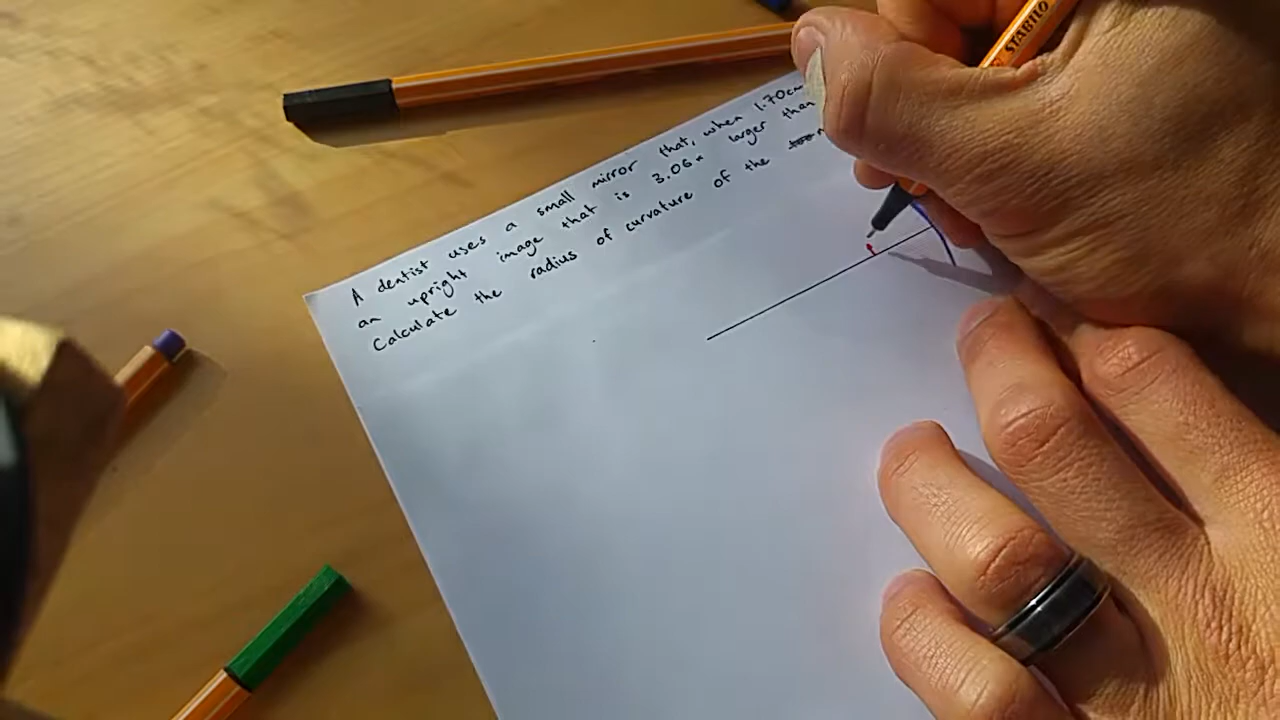 STABILO
A dentist uses a small mirror that, when 1.70cm
an upright image that is 3.06x larger than
Calculate the radius of curvature of the